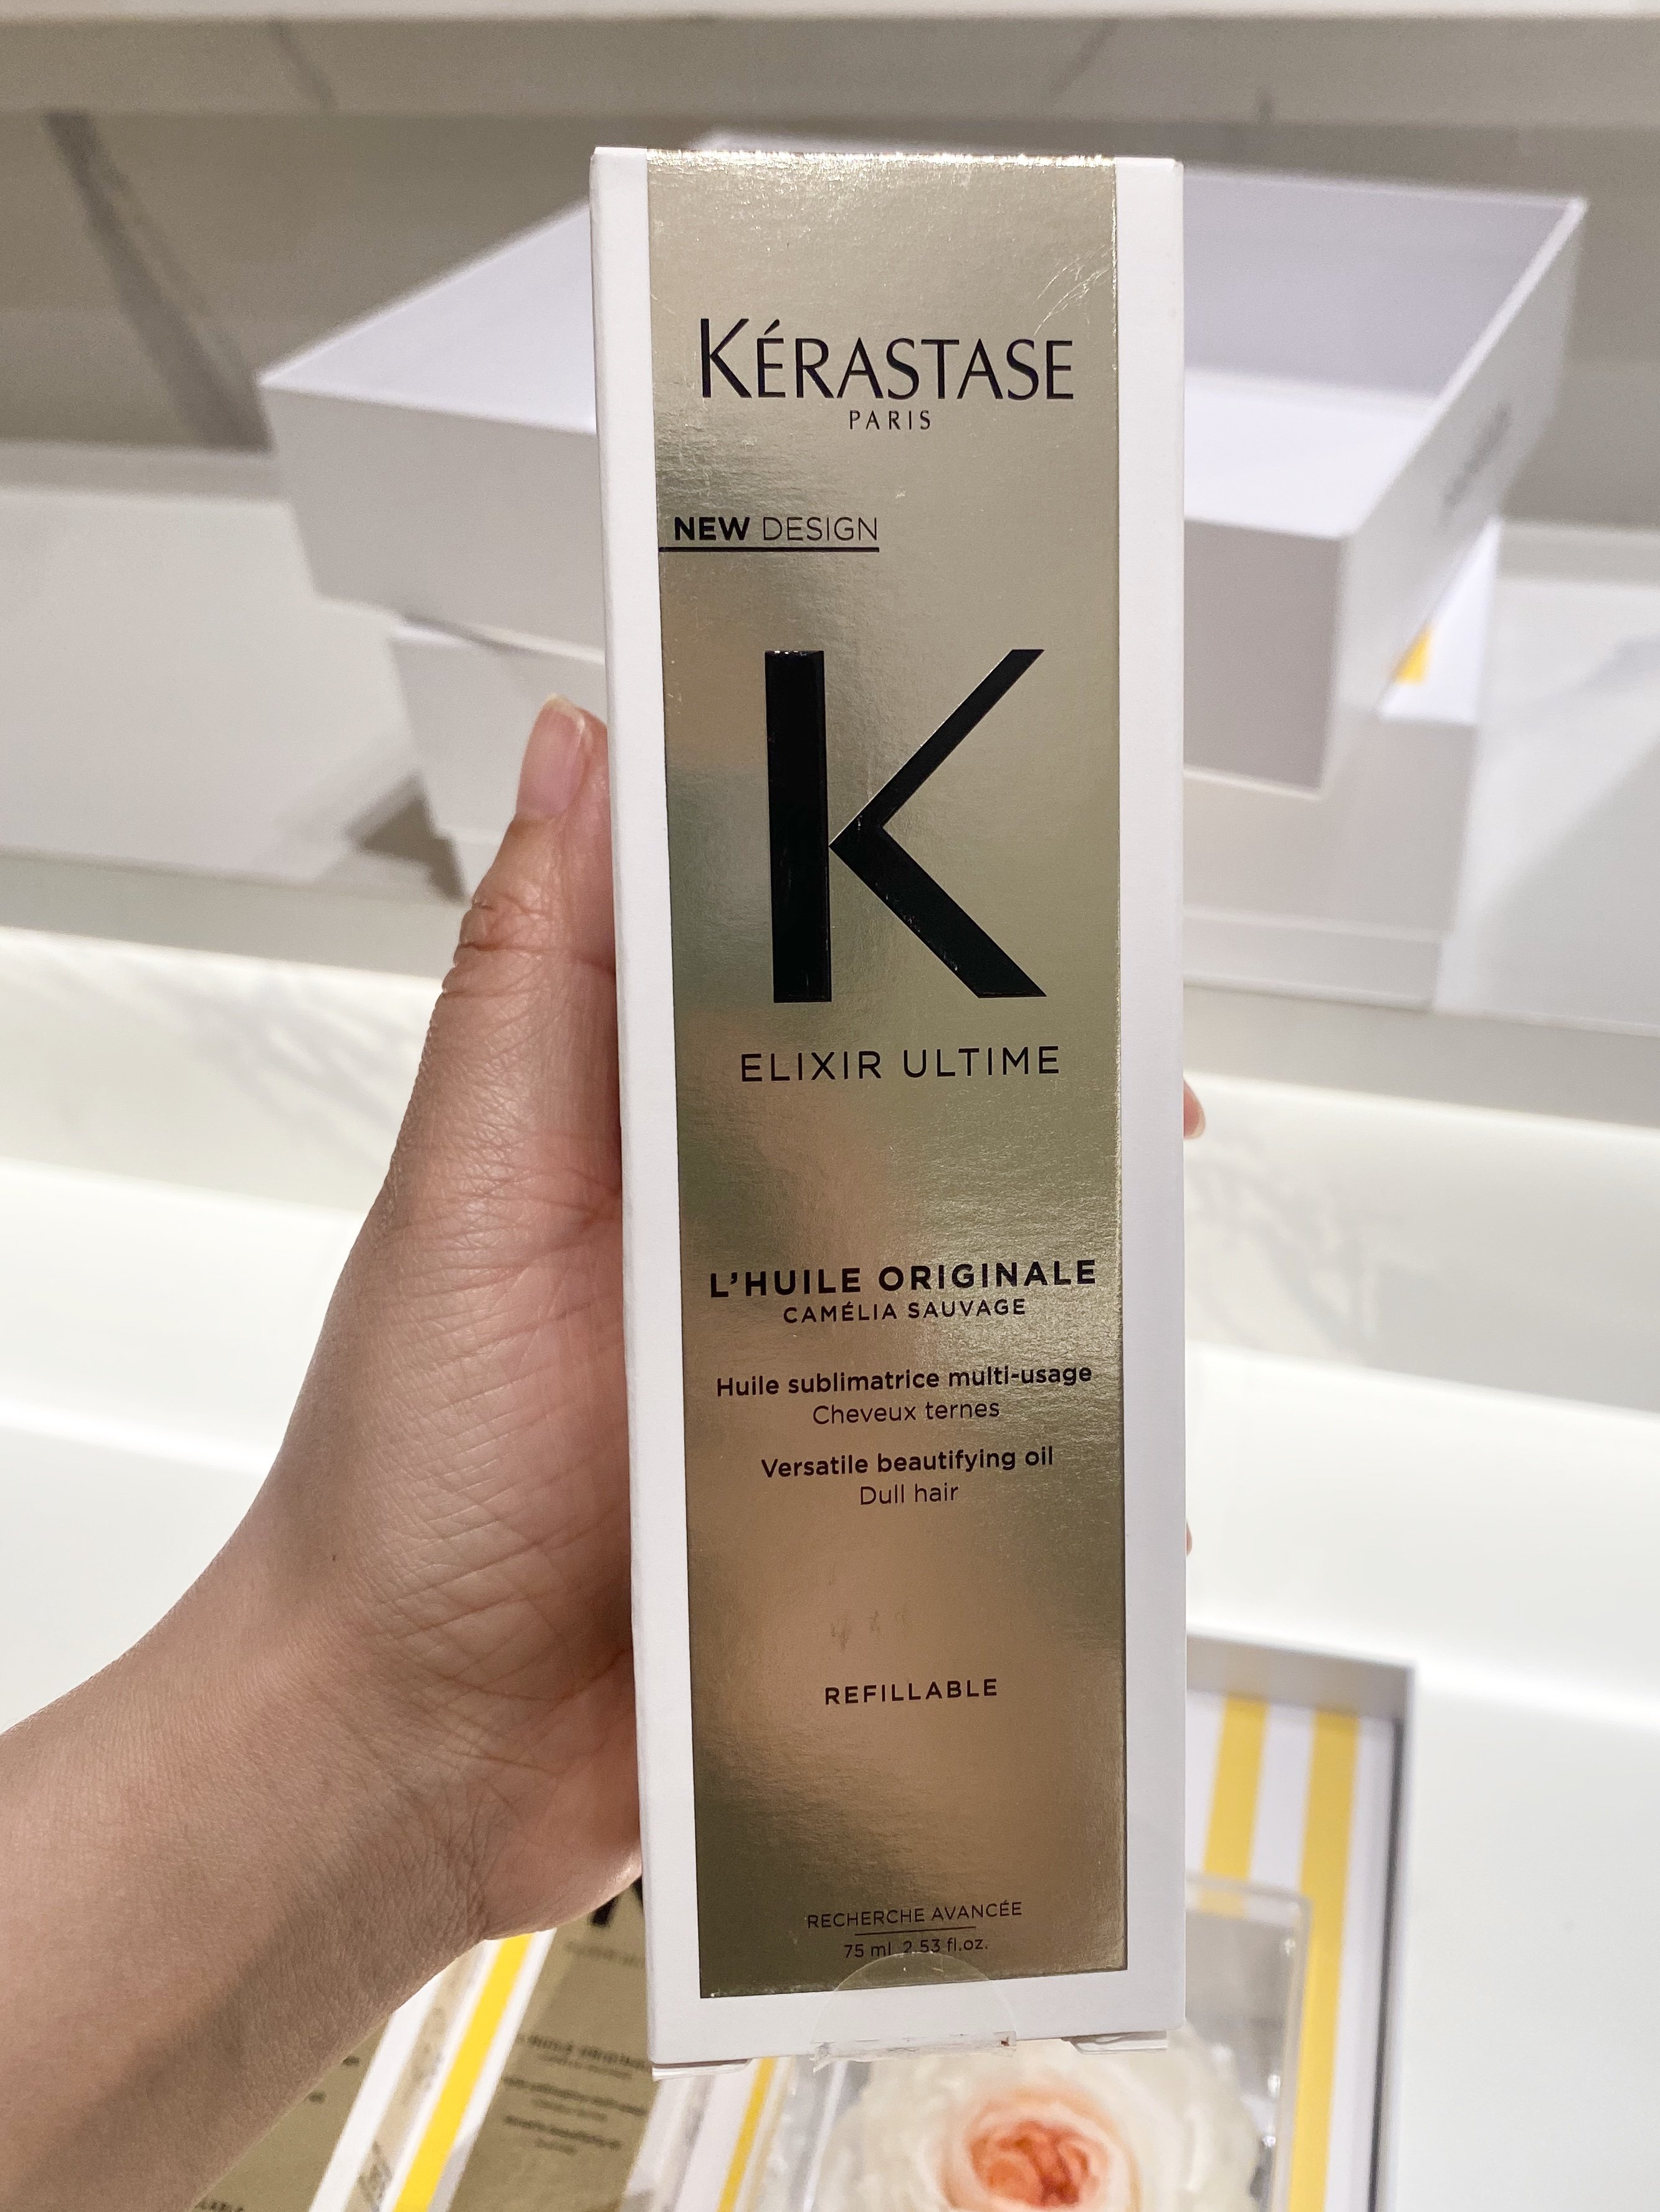 KÉRASTASE
PARIS
NEW DESIGN
K
ELIXIR ULTIME
L'HUILE ORIGINALE
CAMÉLIA SAUVAGE
Huile sublimatrice multi-usage
Cheveux ternes
Versatile beautifying oil
Dull hair
REFILLABLE
RECHERCHE AVANCÉE
75 ml 2.53 fl.oz.